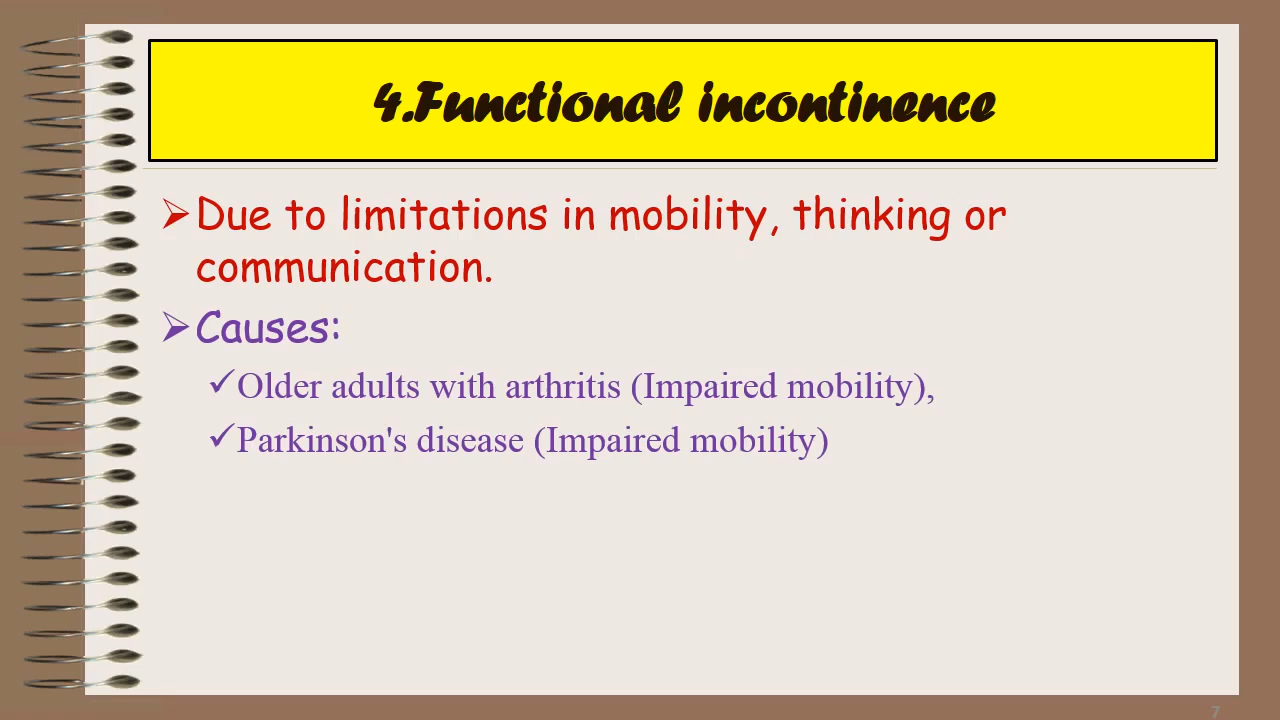 4.Functional incontinence
➢Due to limitations in mobility, thinking or
communication.
➢Causes:
✓Older adults with arthritis (Impaired mobility),
✓Parkinson's disease (Impaired mobility)
7